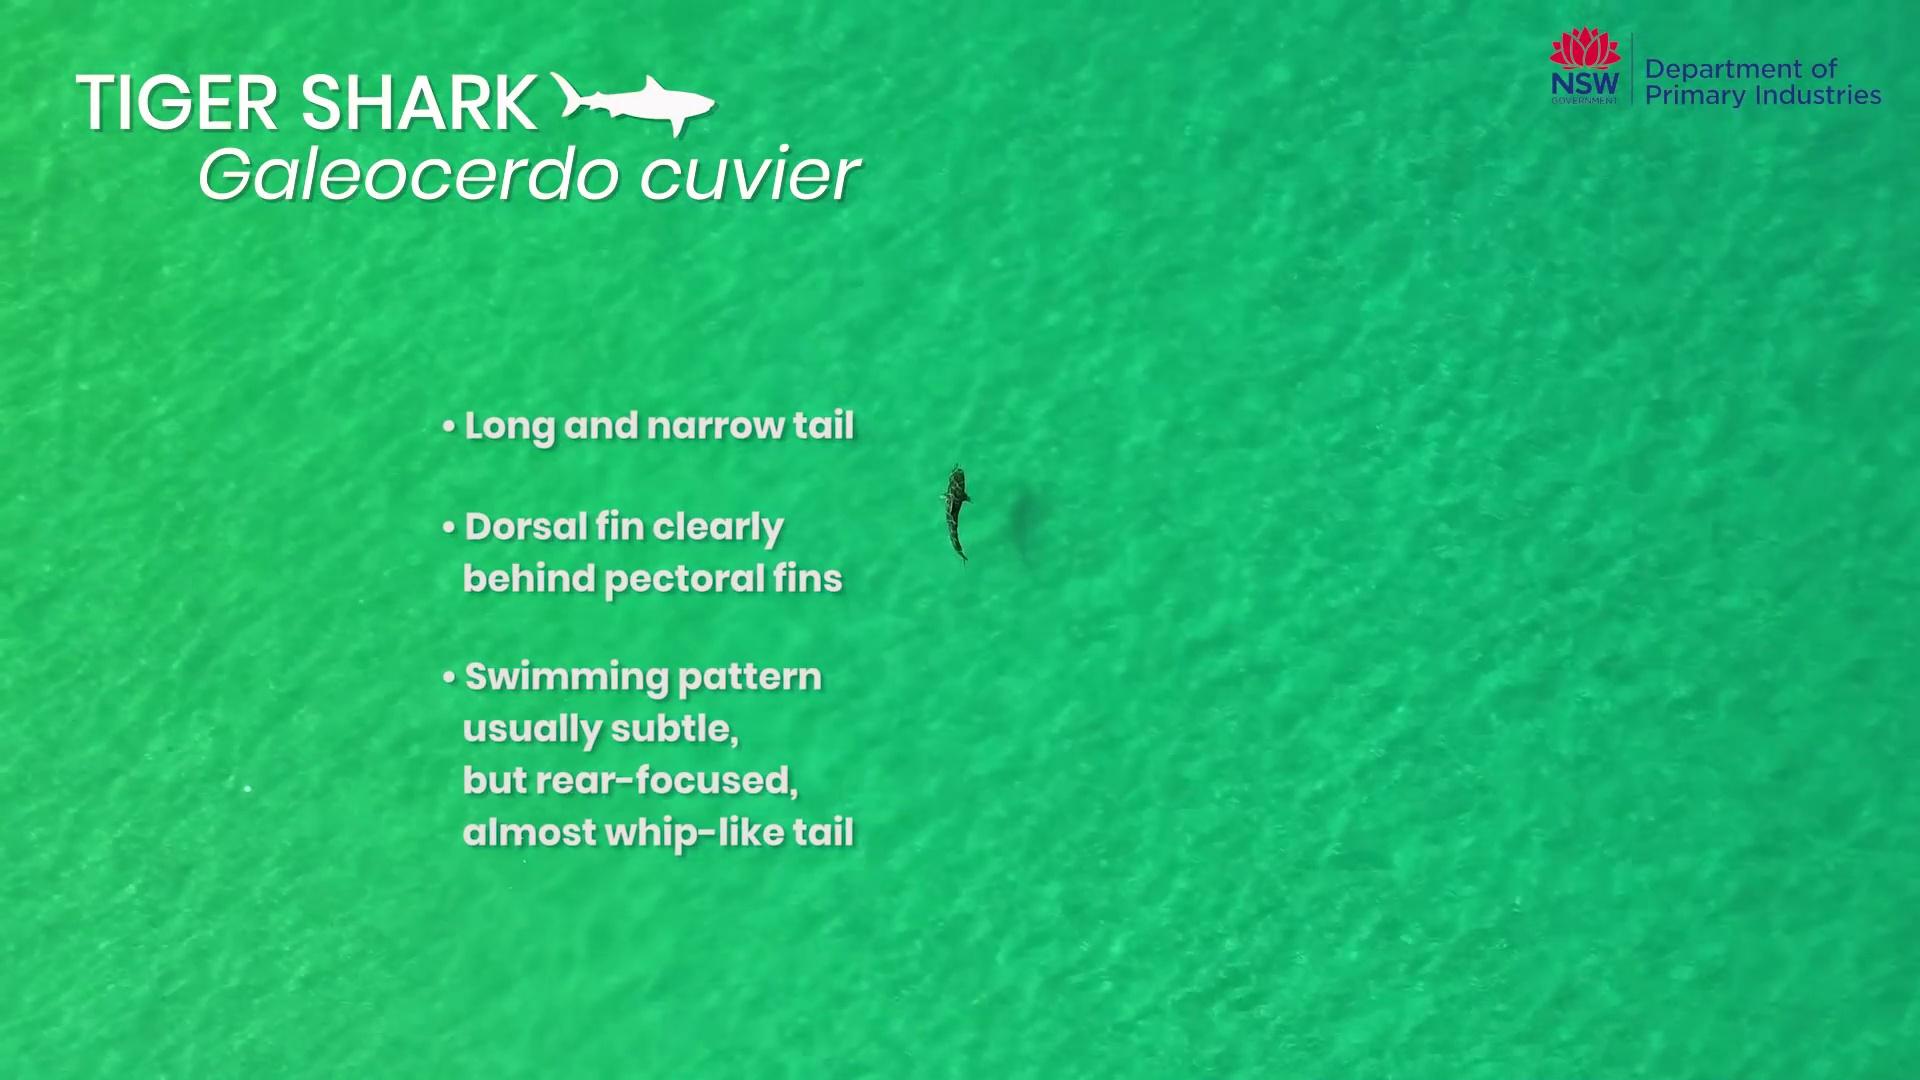 TIGER SHARK
Galeocerdo cuvier
NSW
GOVERNMENT
Department of
Primary Industries
• Long and narrow tail
• Dorsal fin clearly
behind pectoral fins
• Swimming pattern
usually subtle,
but rear-focused,
almost whip-like tail